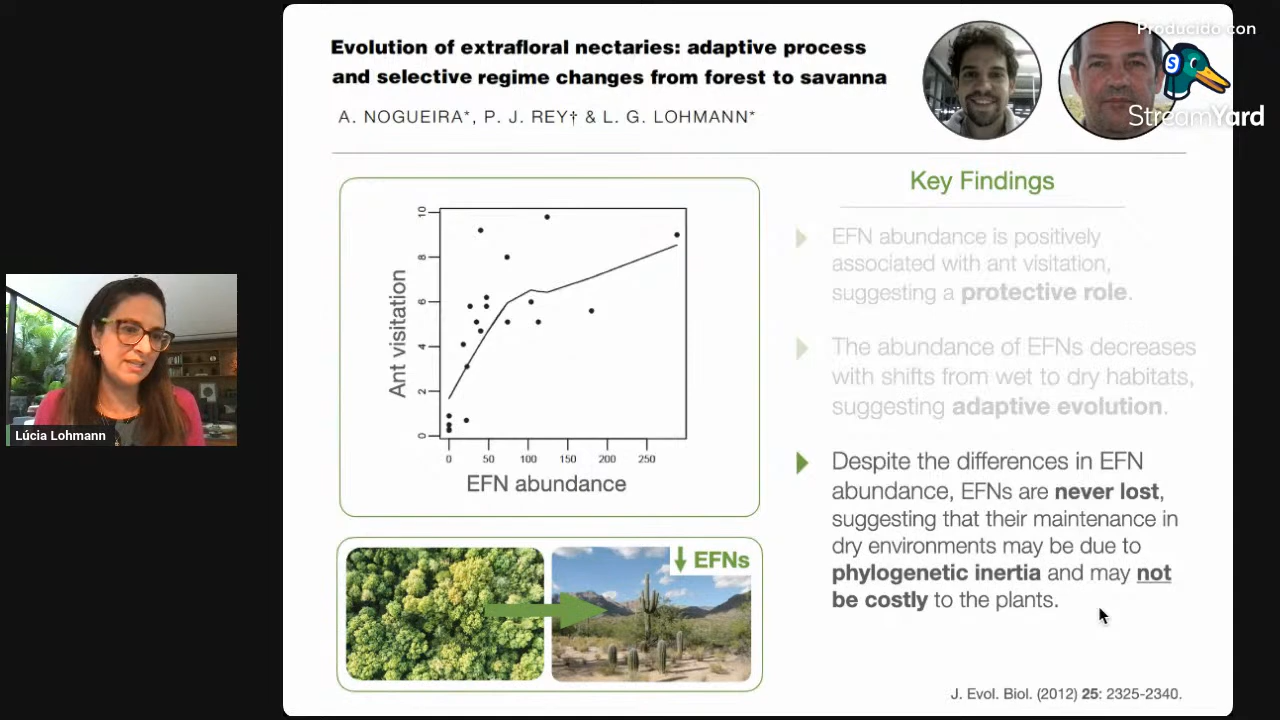 Evolution of extrafloral nectaries: adaptive process
and selective regime changes from forest to savanna
A. NOGUEIRA*, P. J. REY† & L. G. LOHMANN*
Producido con
S
StreamYard
Key Findings
EFN abundance is positively
associated with ant visitation,
suggesting a protective role.
The abundance of EFNs decreases
with shifts from wet to dry habitats,
suggesting adaptive evolution.
Despite the differences in EFN
abundance, EFNs are never lost,
suggesting that their maintenance in
dry environments may be due to
phylogenetic inertia and may not
be costly to the plants.
Ant visitation
10
8
6
4
2
0
0 50 100 150 200 250
EFN abundance
↓ EFNs
Lúcia Lohmann
J. Evol. Biol. (2012) 25: 2325-2340.